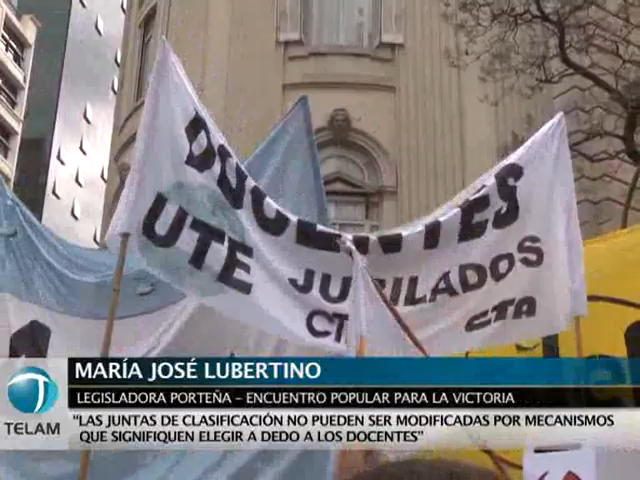 DOCENTES
UTE JUBILADOS
CTA
CTA
MARÍA JOSÉ LUBERTINO
LEGISLADORA PORTEÑA – ENCUENTRO POPULAR PARA LA VICTORIA
TELAM
"LAS JUNTAS DE CLASIFICACIÓN NO PUEDEN SER MODIFICADAS POR MECANISMOS
QUE SIGNIFIQUEN ELEGIR A DEDO A LOS DOCENTES"